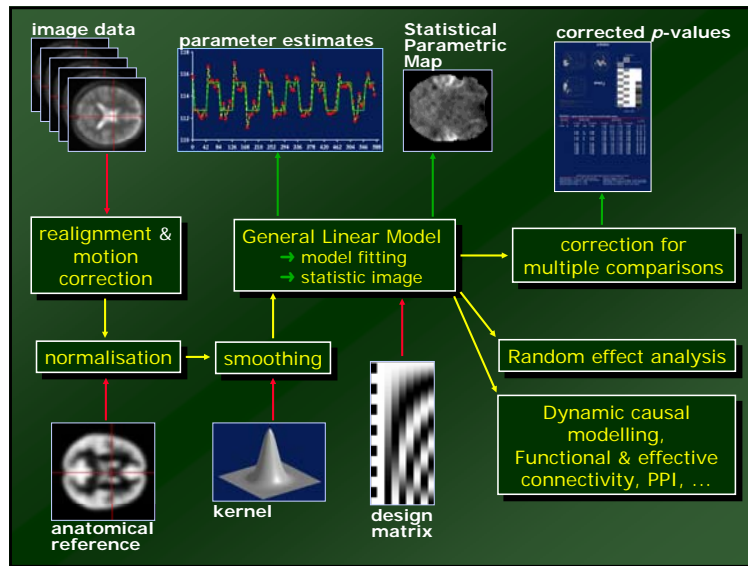 image data
parameter estimates
Statistical
Parametric
Map
corrected p-values
realignment &
motion
correction
General Linear Model
→ model fitting
→ statistic image
correction for
multiple comparisons
normalisation
smoothing
Random effect analysis
Dynamic causal
modelling,
Functional & effective
connectivity, PPI, ...
anatomical
reference
kernel
design
matrix